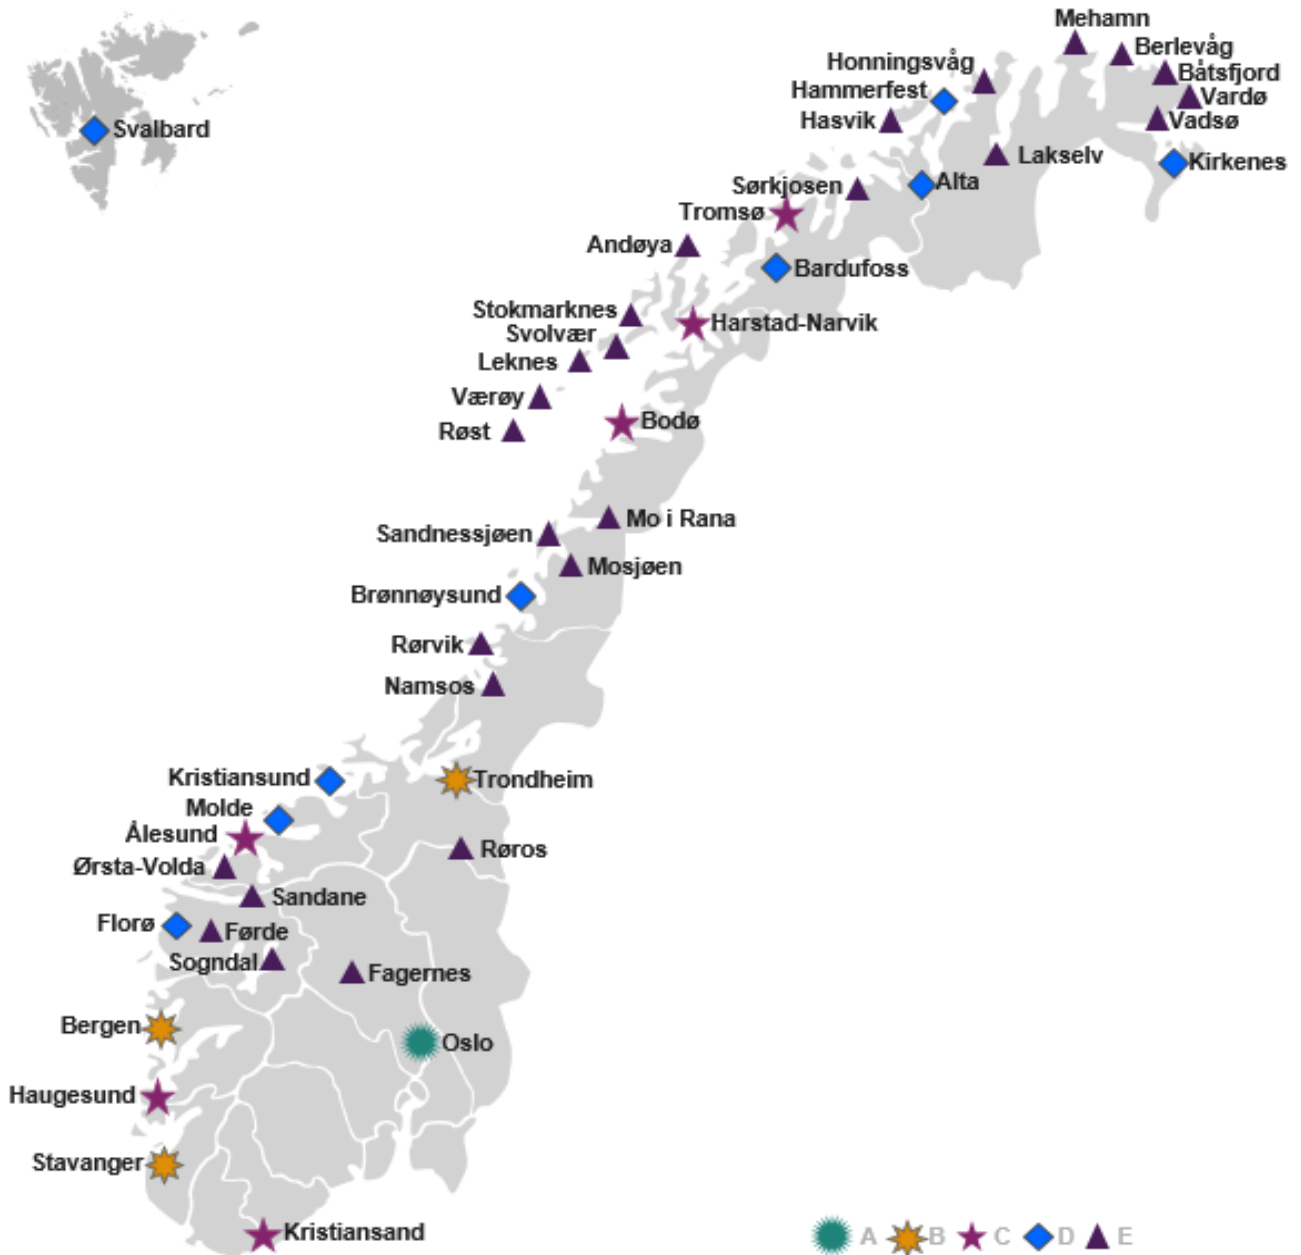 Mehamn
Berlevåg
Honningsvåg
Båtsfjord
Hammerfest
Vardø
Hasvik
Vadsø
Svalbard
Lakselv
Kirkenes
Sørkjosen
Alta
Tromsø
Andøya
Bardufoss
Stokmarknes
Harstad-Narvik
Svolvær
Leknes
Værøy
Røst
Bodø
Mo i Rana
Sandnessjøen
Mosjøen
Brønnøysund
Rørvik
Namsos
Kristiansund
Trondheim
Molde
Ålesund
Røros
Ørsta-Volda
Sandane
Florø
Førde
Sogndal
Fagernes
Bergen
Oslo
Haugesund
Stavanger
Kristiansand
A B C D E